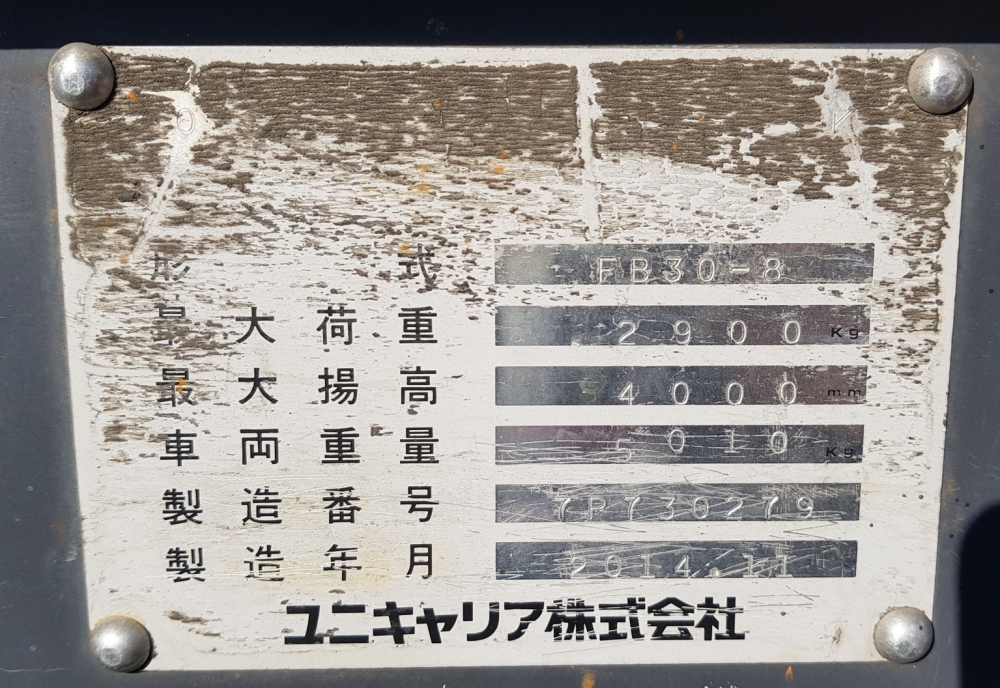 形式 FB30-8
最大荷重 2900 Kg
最大揚高 4000 mm
車両重量 5010 Kg
製造番号 7P730279
製造年月 2014.11
ユニキャリア株式会社